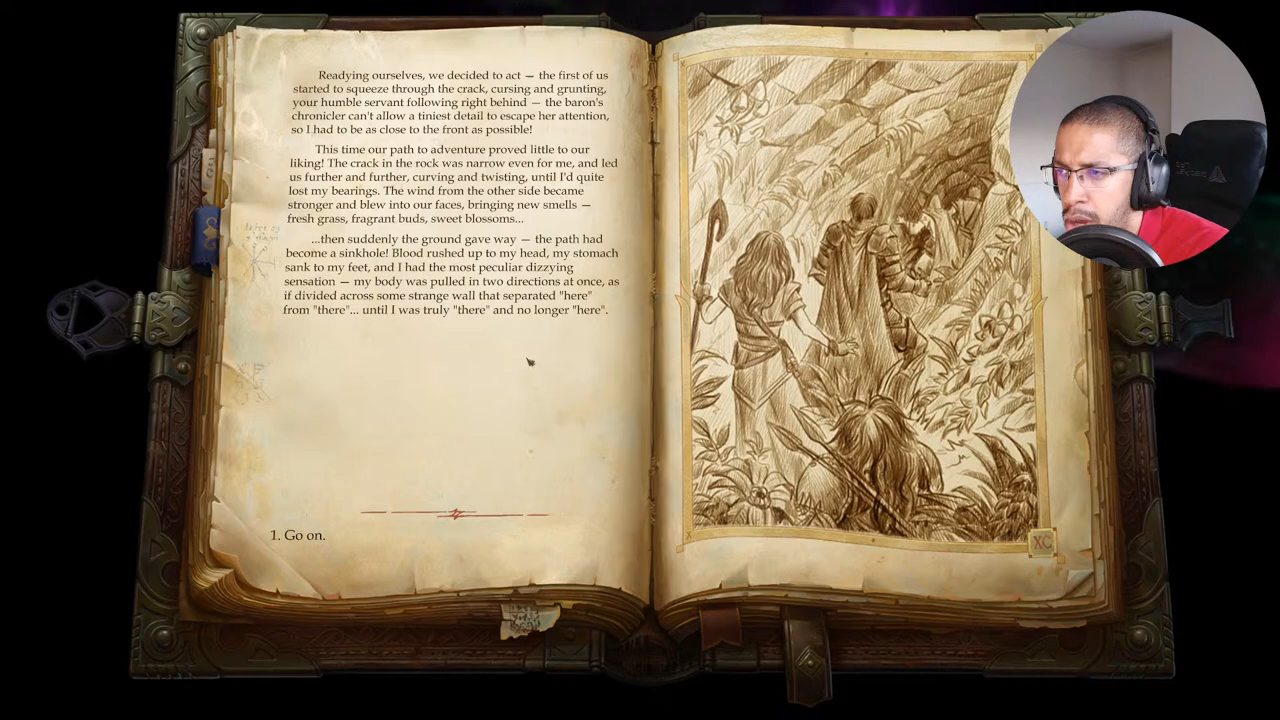 Readying ourselves, we decided to act — the first of us
started to squeeze through the crack, cursing and grunting,
your humble servant following right behind — the baron's
chronicler can't allow a tiniest detail to escape her attention,
so I had to be as close to the front as possible!
This time our path to adventure proved little to our
liking! The crack in the rock was narrow even for me, and led
us further and further, curving and twisting, until I'd quite
lost my bearings. The wind from the other side became
stronger and blew into our faces, bringing new smells —
fresh grass, fragrant buds, sweet blossoms...
...then suddenly the ground gave way — the path had
become a sinkhole! Blood rushed up to my head, my stomach
sank to my feet, and I had the most peculiar dizzying
sensation — my body was pulled in two directions at once, as
if divided across some strange wall that separated "here"
from "there"... until I was truly "there" and no longer "here".
1. Go on.
XC